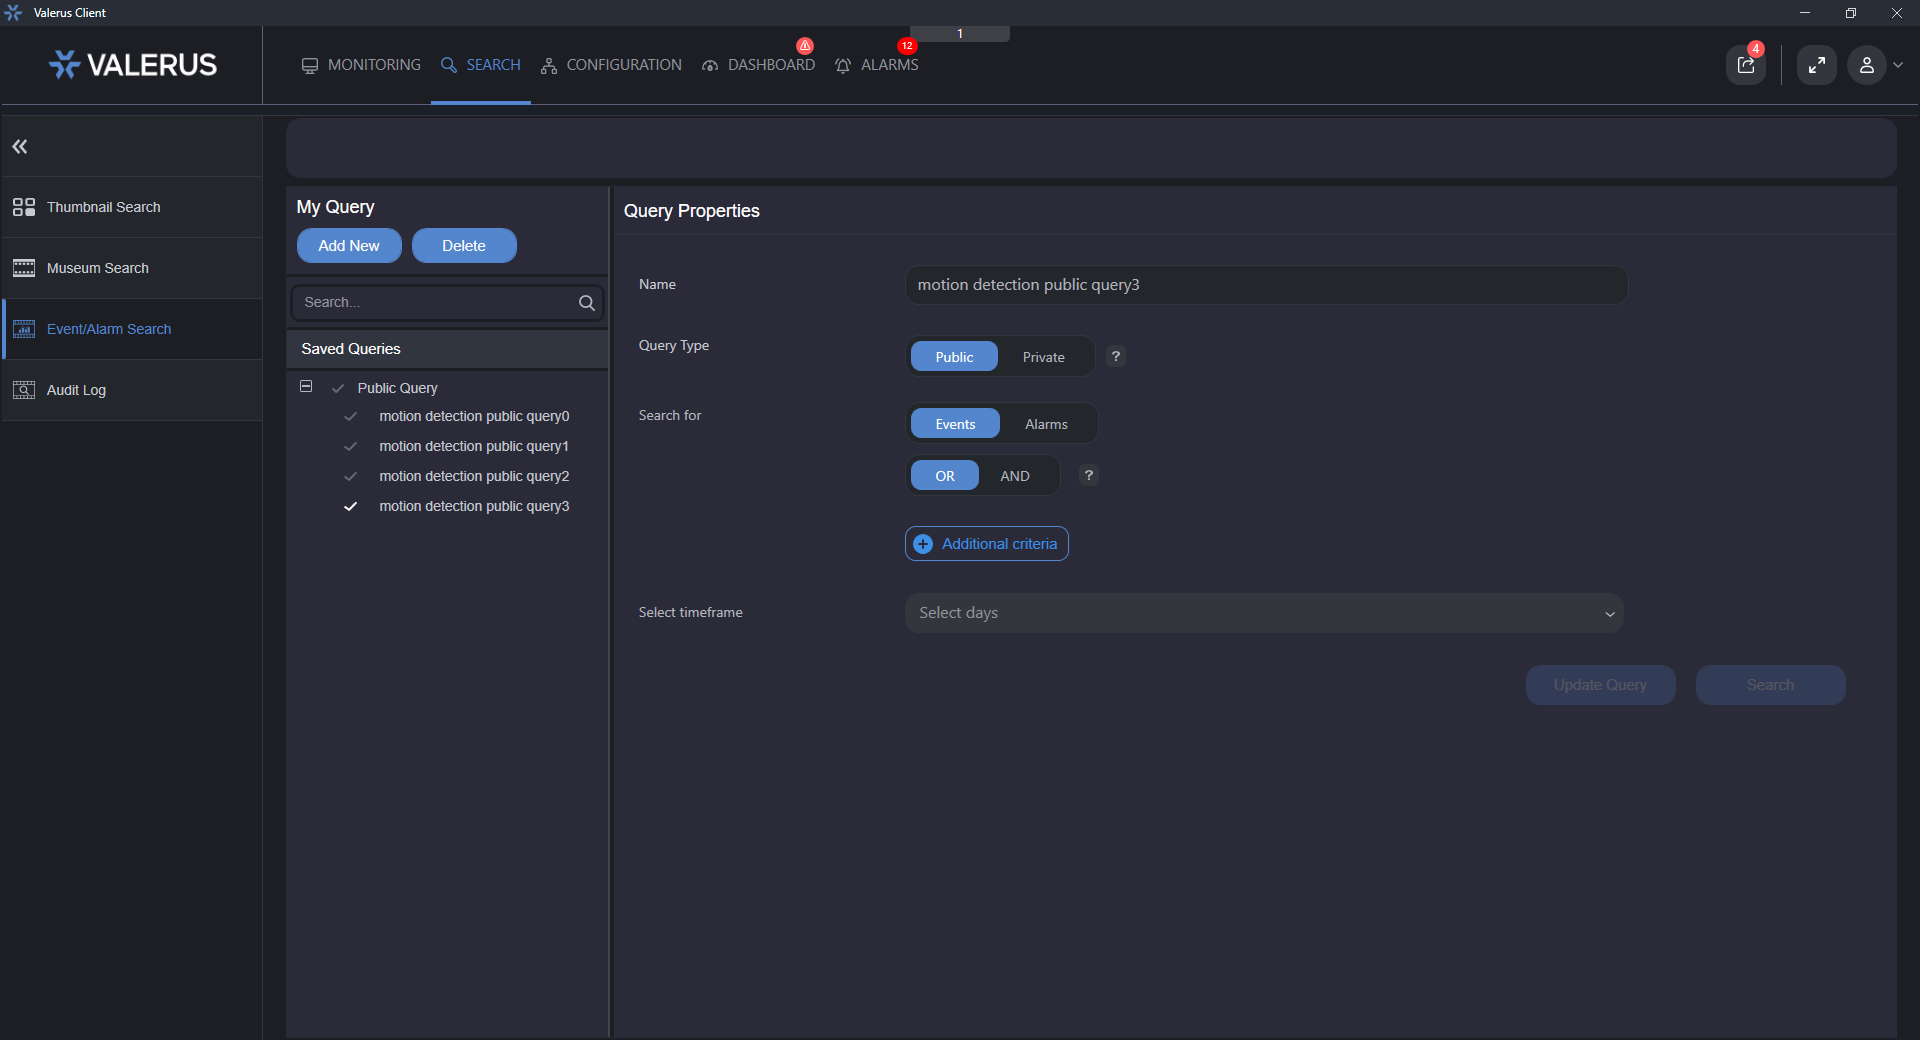 Valerus Client
1
VALERUS
MONITORING
SEARCH
CONFIGURATION
DASHBOARD
12
ALARMS
4
Thumbnail Search
Museum Search
Event/Alarm Search
Audit Log
My Query
Add New
Delete
Search...
Saved Queries
Public Query
motion detection public query0
motion detection public query1
motion detection public query2
motion detection public query3
Query Properties
Name
motion detection public query3
Query Type
Public
Private
?
Search for
Events
Alarms
OR
AND
?
Additional criteria
Select timeframe
Select days
Update Query
Search